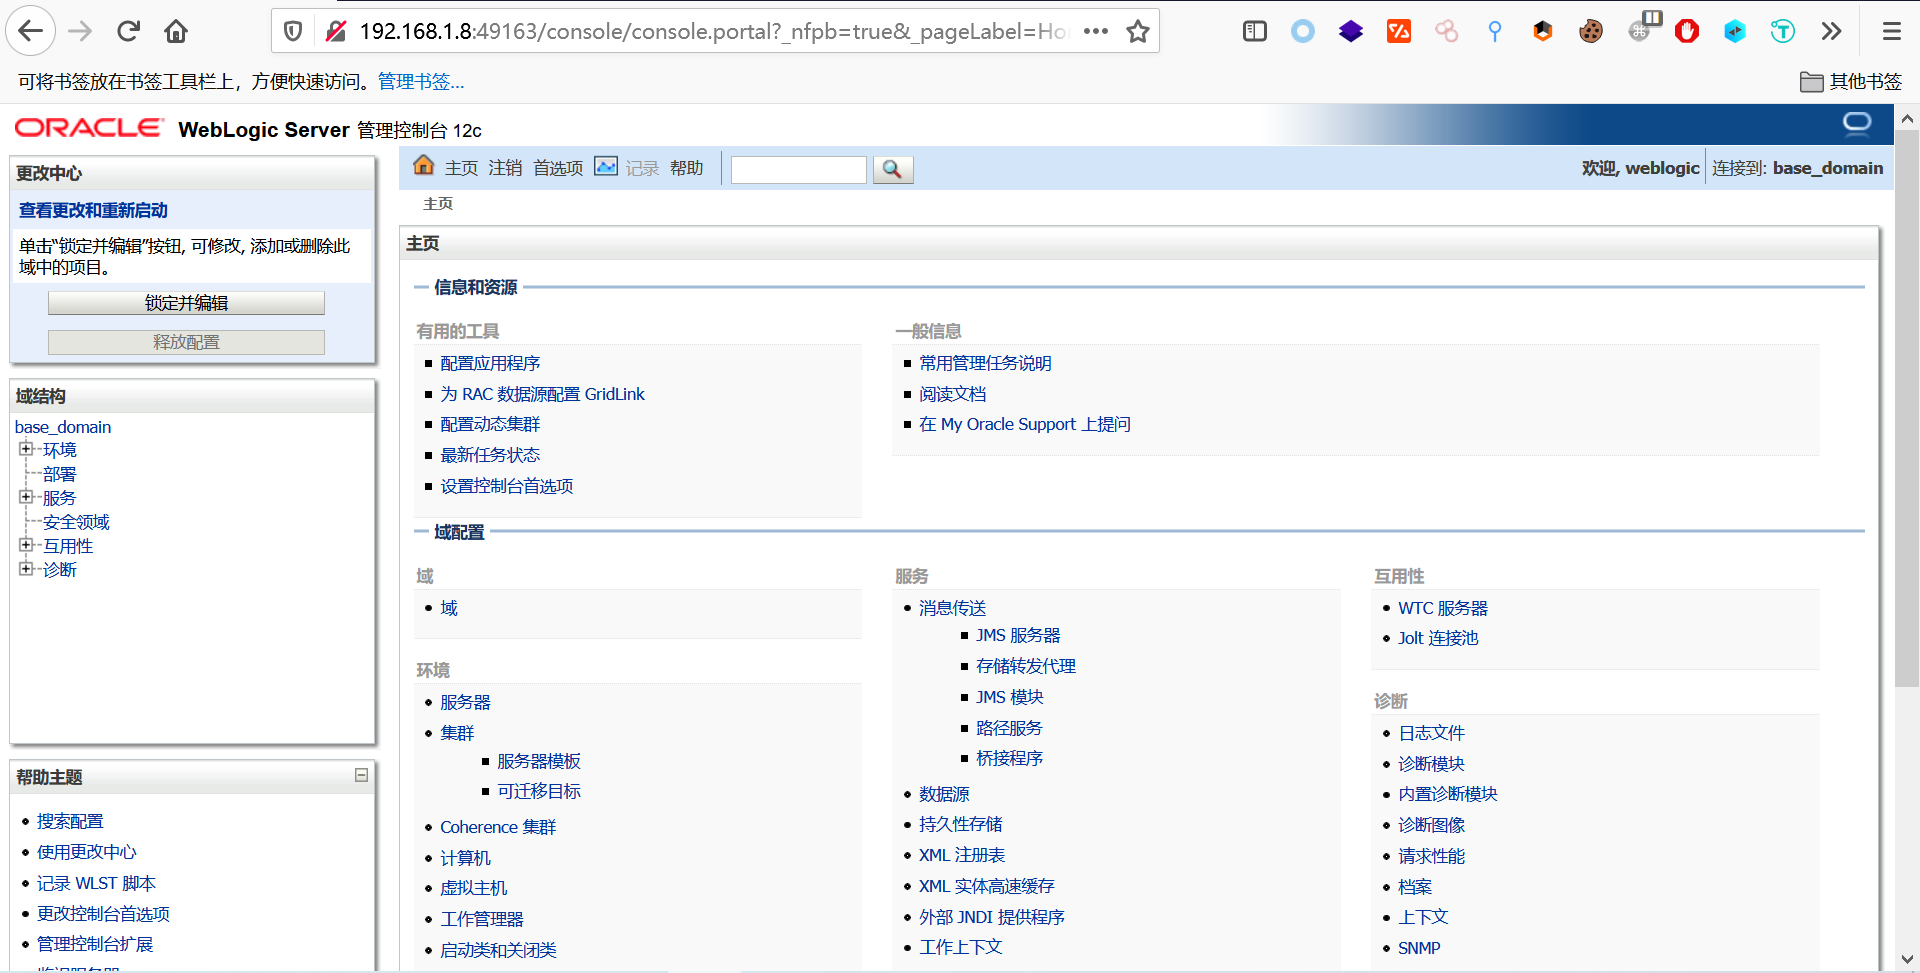 192.168.1.8:49163/console/console.portal?_nfpb=true&_pageLabel=Ho
可将书签放在书签工具栏上，方便快速访问。管理书签...
其他书签
ORACLE WebLogic Server 管理控制台 12c
更改中心
查看更改和重新启动
单击“锁定并编辑”按钮, 可修改, 添加或删除此
域中的项目。
锁定并编辑
释放配置
域结构
base_domain
环境
部署
服务
安全领域
互用性
诊断
帮助主题
搜索配置
使用更改中心
记录 WLST 脚本
更改控制台首选项
管理控制台扩展
主页 注销 首选项 记录 帮助
欢迎, weblogic 连接到: base_domain
主页
主页
信息和资源
有用的工具
配置应用程序
为 RAC 数据源配置 GridLink
配置动态集群
最新任务状态
设置控制台首选项
一般信息
常用管理任务说明
阅读文档
在 My Oracle Support 上提问
域配置
域
域
环境
服务器
集群
服务器模板
可迁移目标
Coherence 集群
计算机
虚拟主机
工作管理器
启动类和关闭类
服务
消息传送
JMS 服务器
存储转发代理
JMS 模块
路径服务
桥接程序
数据源
持久性存储
XML 注册表
XML 实体高速缓存
外部 JNDI 提供程序
工作上下文
互用性
WTC 服务器
Jolt 连接池
诊断
日志文件
诊断模块
内置诊断模块
诊断图像
请求性能
档案
上下文
SNMP